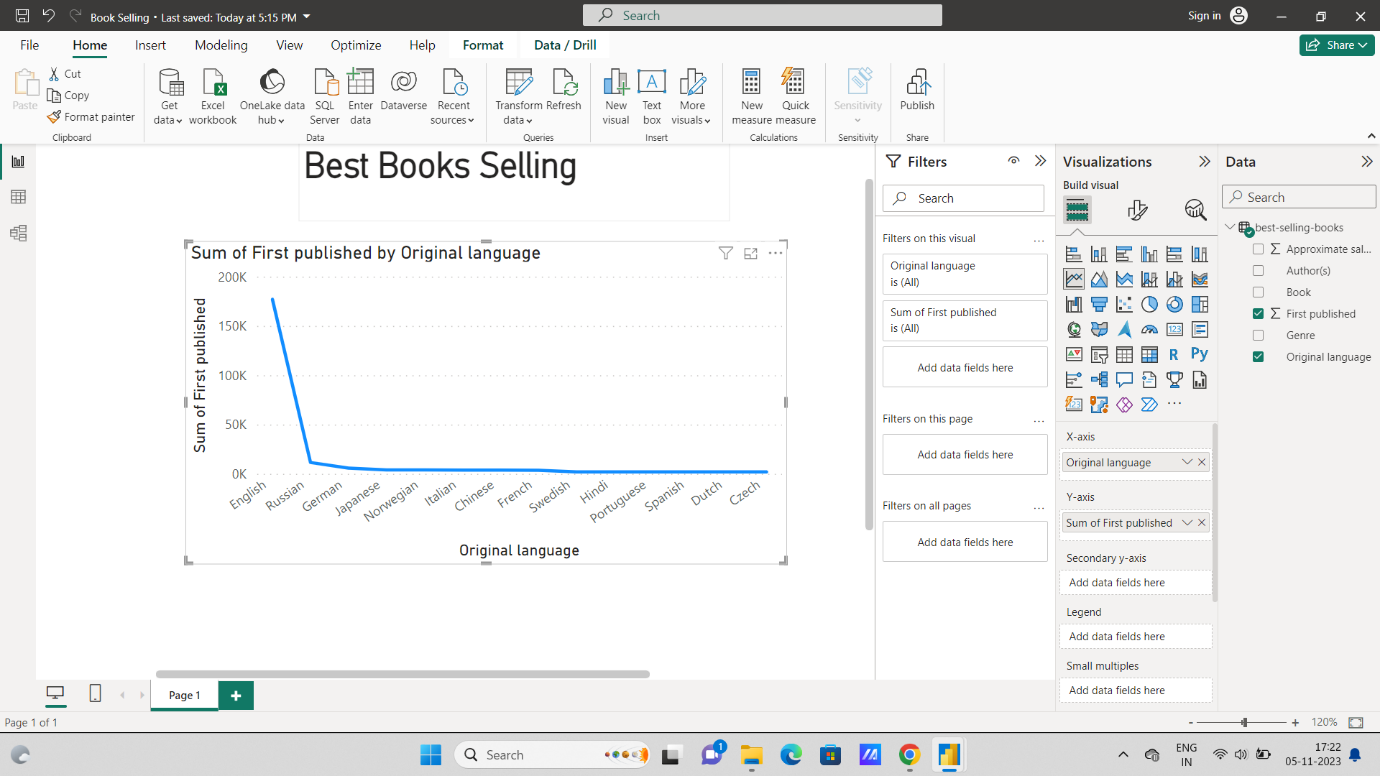 Book Selling • Last saved: Today at 5:15 PM
Search
Sign in
File
Home
Insert
Modeling
View
Optimize
Help
Format
Data / Drill
Share
Paste
Cut
Copy
Format painter
Clipboard
Get data
Excel workbook
OneLake data hub
SQL Server
Enter data
Dataverse
Recent sources
Data
Transform data
Refresh
Queries
New visual
A
Text box
More visuals
Insert
New measure
Quick measure
Calculations
Sensitivity
Sensitivity
Publish
Share
Best Books Selling
Sum of First published by Original language
200K
150K
100K
50K
0K
Sum of First published
English
Russian
German
Japanese
Norwegian
Italian
Chinese
French
Swedish
Hindi
Portuguese
Spanish
Dutch
Czech
Original language
Filters
Search
Filters on this visual
Original language
is (All)
Sum of First published
is (All)
Add data fields here
Filters on this page
Add data fields here
Filters on all pages
Add data fields here
Visualizations
Build visual
123
R
Py
123
X-axis
Original language
Y-axis
Sum of First published
Secondary y-axis
Add data fields here
Legend
Add data fields here
Small multiples
Add data fields here
Data
Search
best-selling-books
Σ Approximate sal...
Author(s)
Book
Σ First published
Genre
Original language
Page 1
+
Page 1 of 1
- + 120%
Search
1
ENG
IN
17:22
05-11-2023